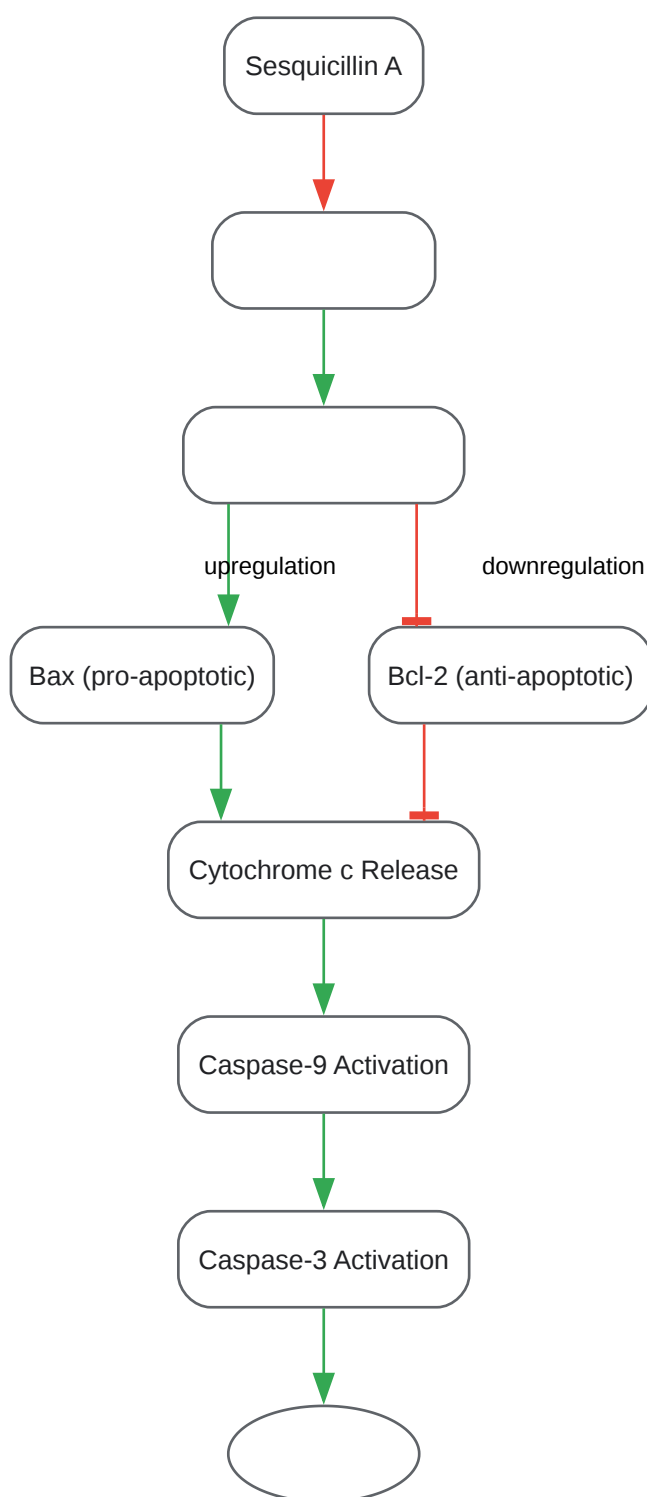 Sesquicillin A
upregulation
downregulation
Bax (pro-apoptotic)
Bcl-2 (anti-apoptotic)
Cytochrome c Release
Caspase-9 Activation
Caspase-3 Activation